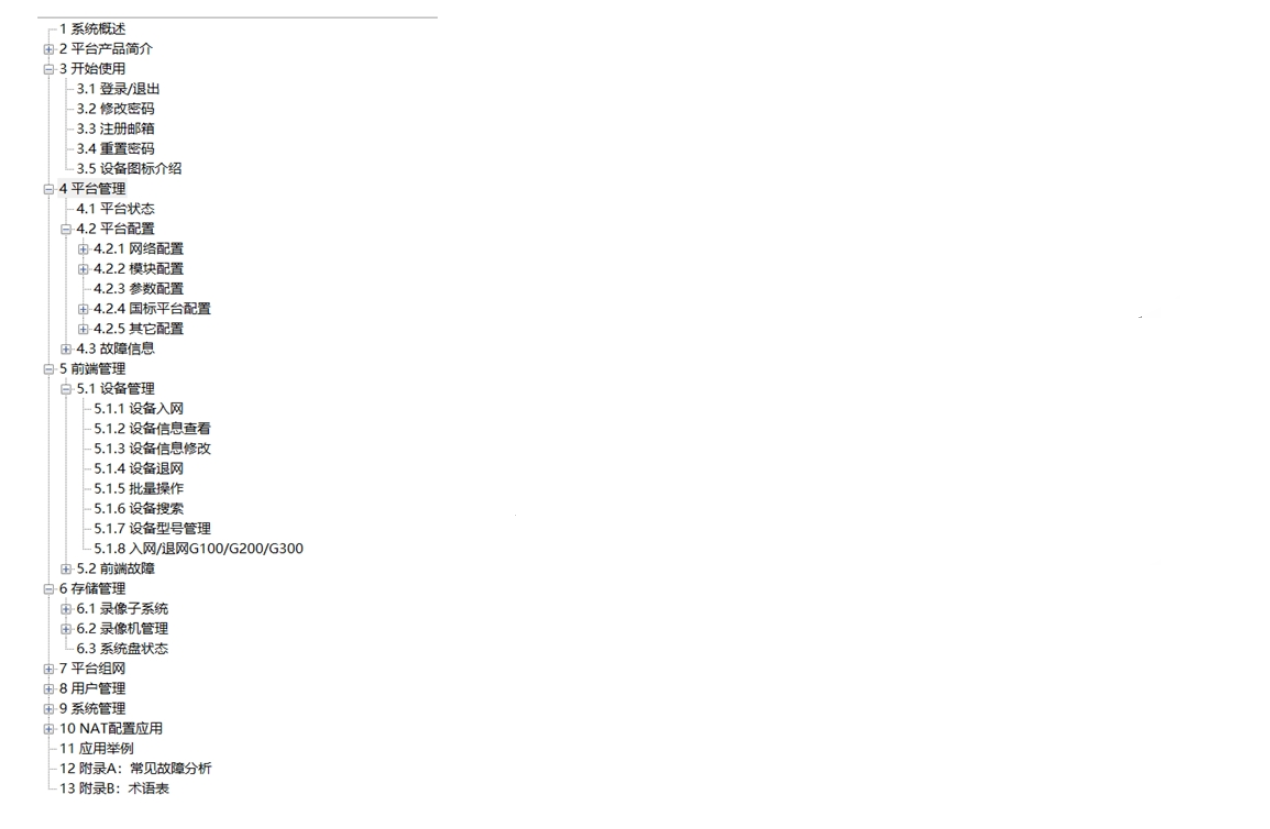 1 系统概述
2 平台产品简介
3 开始使用
3.1 登录/退出
3.2 修改密码
3.3 注册邮箱
3.4 重置密码
3.5 设备图标介绍
4 平台管理
4.1 平台状态
4.2 平台配置
4.2.1 网络配置
4.2.2 模块配置
4.2.3 参数配置
4.2.4 国标平台配置
4.2.5 其它配置
4.3 故障信息
5 前端管理
5.1 设备管理
5.1.1 设备入网
5.1.2 设备信息查看
5.1.3 设备信息修改
5.1.4 设备退网
5.1.5 批量操作
5.1.6 设备搜索
5.1.7 设备型号管理
5.1.8 入网/退网G100/G200/G300
5.2 前端故障
6 存储管理
6.1 录像子系统
6.2 录像机管理
6.3 系统盘状态
7 平台组网
8 用户管理
9 系统管理
10 NAT配置应用
11 应用举例
12 附录A：常见故障分析
13 附录B：术语表